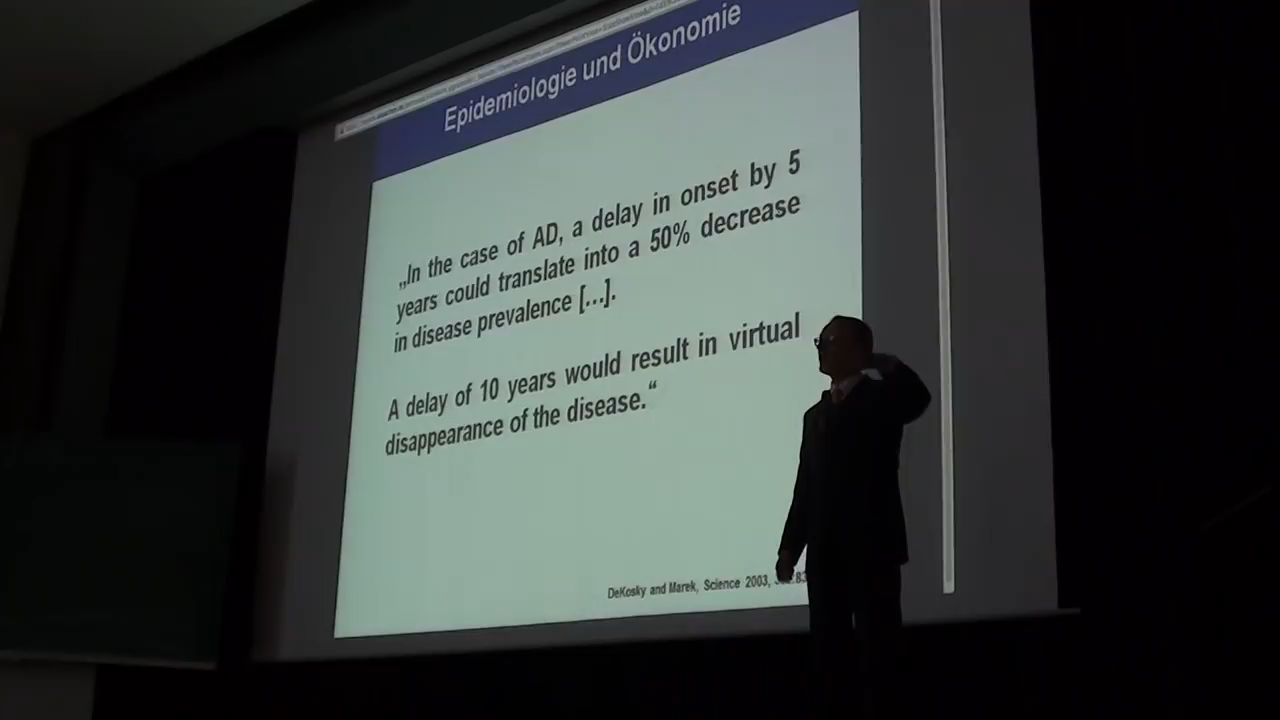 Epidemiologie und Ökonomie
„In the case of AD, a delay in onset by 5
years could translate into a 50% decrease
in disease prevalence [...].
A delay of 10 years would result in virtual
disappearance of the disease.“
DeKosky and Marek, Science 2003,